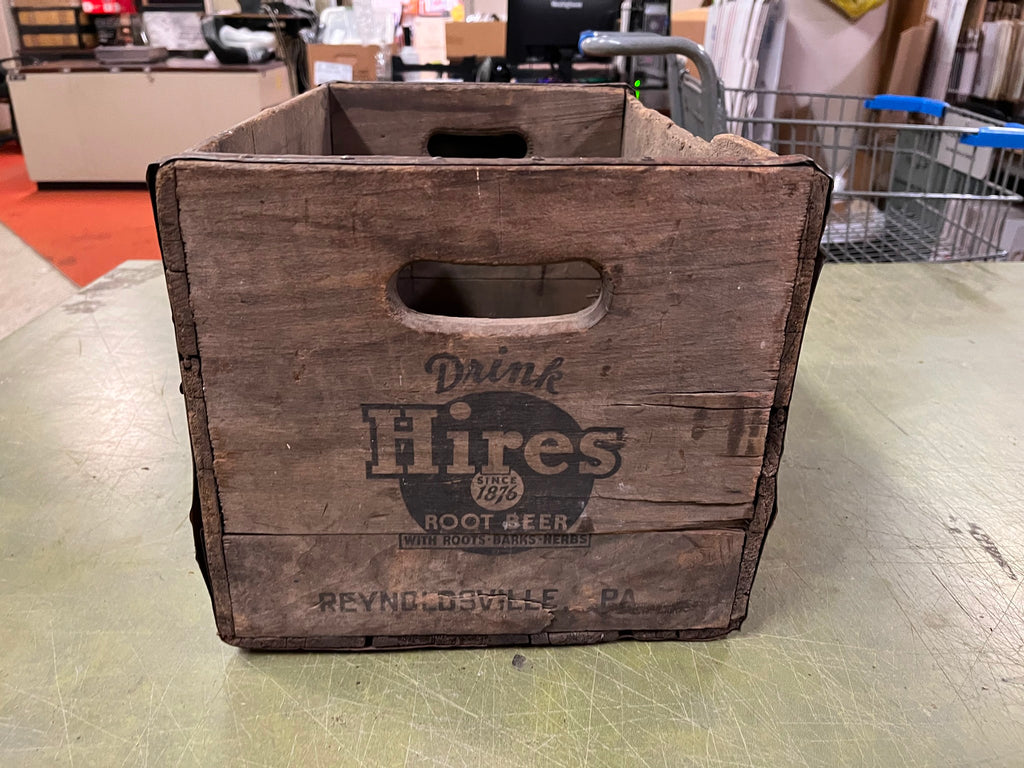 Drink
Hires
SINCE
1876
ROOT BEER
WITH ROOTS·BARKS·HERBS
REYNOLDSVILLE, PA